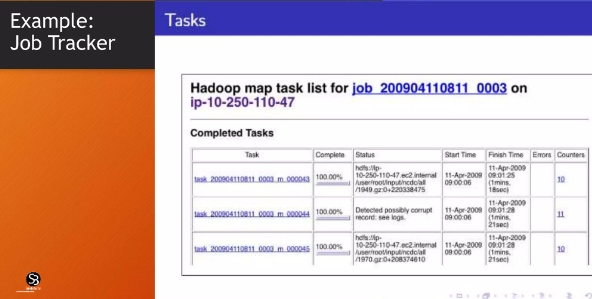 Example:
Job Tracker
Tasks
Hadoop map task list for job_200904110811_0003 on
ip-10-250-110-47
Completed Tasks
Task Complete Status Start Time Finish Time Errors Counters
task_200904110811_0003_m_000043 100.00% hdfs://ip-
10-250-110-47.ec2.internal
/user/root/input/ncdc/all
/1949.gz:0+220338475
11-Apr-2009
09:00:06
11-Apr-2009
09:01:25
(1mins,
18sec)
10
task_200904110811_0003_m_000044 100.00% Detected possibly corrupt
record: see logs.
11-Apr-2009
09:00:06
11-Apr-2009
09:01:28
(1mins,
21sec)
11
task_200904110811_0003_m_000045 100.00% hdfs://ip-
10-250-110-47.ec2.internal
/user/root/input/ncdc/all
/1970.gz:0+208374610
11-Apr-2009
09:00:06
11-Apr-2009
09:01:28
(1mins,
21sec)
10